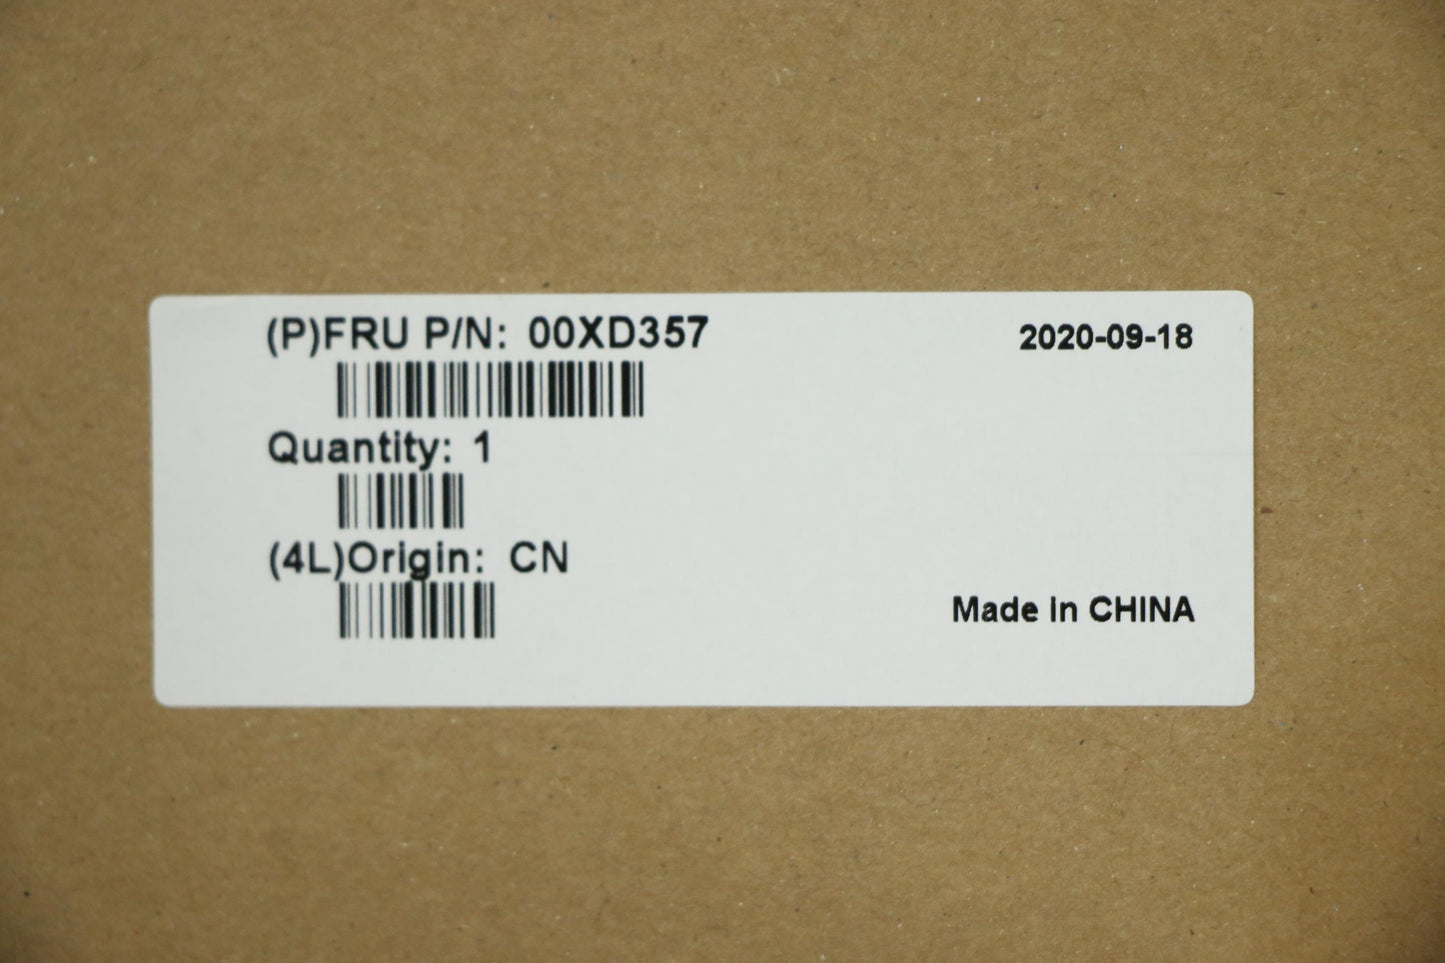 (P)FRU P/N: 00XD357
2020-09-18
Quantity: 1
(4L)Origin: CN
Made in CHINA